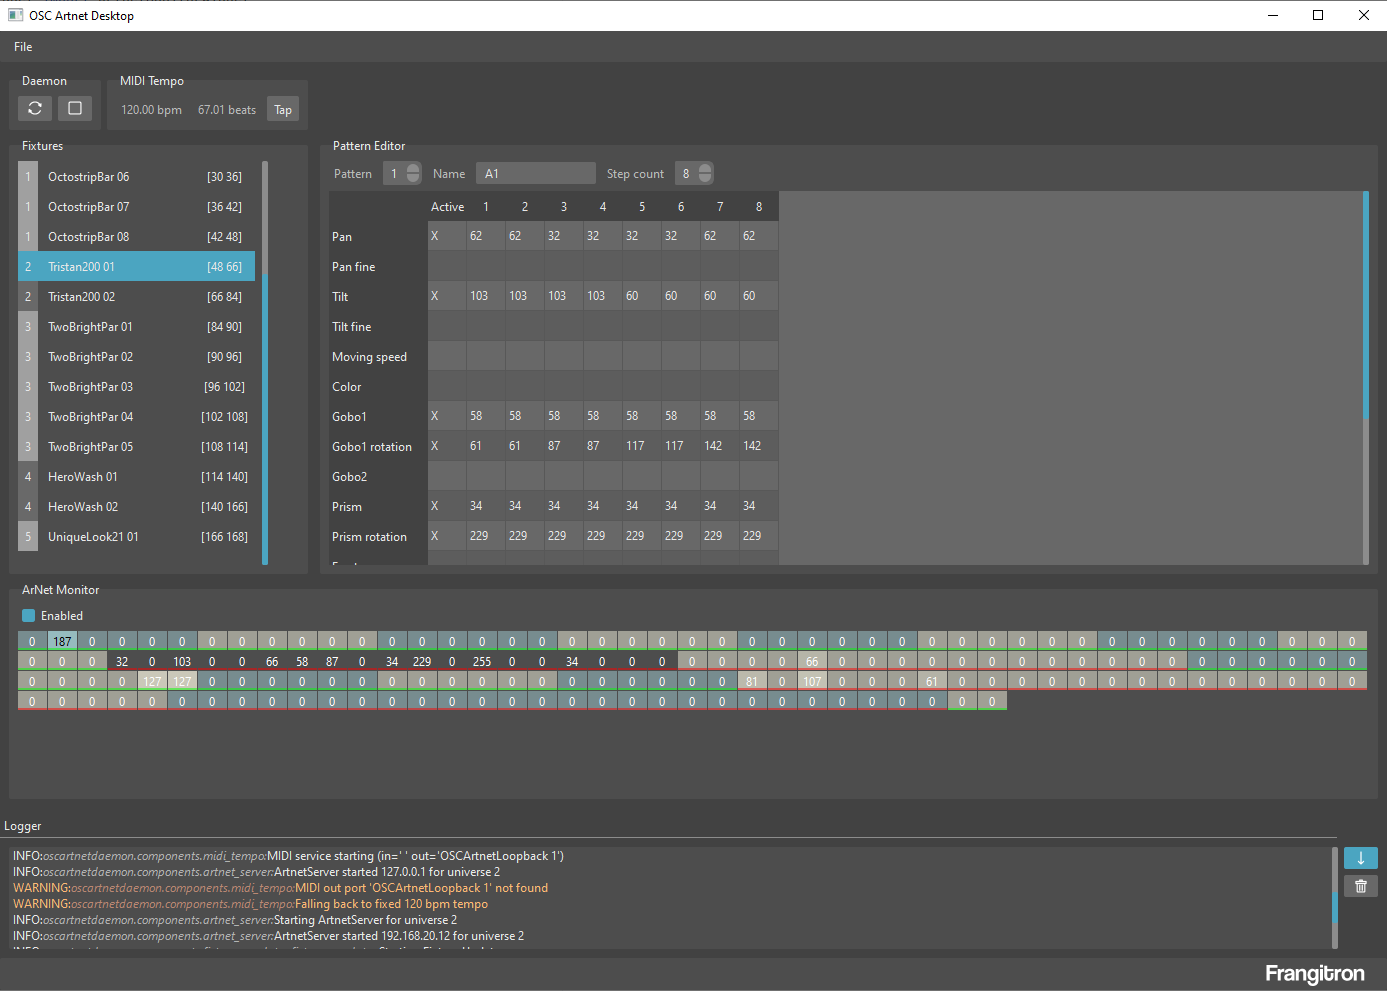 OSC Artnet Desktop
File
Daemon
MIDI Tempo
120.00 bpm 67.01 beats Tap
Fixtures
1 OctostripBar 06 [30 36]
1 OctostripBar 07 [36 42]
1 OctostripBar 08 [42 48]
2 Tristan200 01 [48 66]
2 Tristan200 02 [66 84]
3 TwoBrightPar 01 [84 90]
3 TwoBrightPar 02 [90 96]
3 TwoBrightPar 03 [96 102]
3 TwoBrightPar 04 [102 108]
3 TwoBrightPar 05 [108 114]
4 HeroWash 01 [114 140]
4 HeroWash 02 [140 166]
5 UniqueLook21 01 [166 168]
Pattern Editor
Pattern 1 Name A1 Step count 8
Active 1 2 3 4 5 6 7 8
Pan X 62 62 32 32 32 32 62 62
Pan fine
Tilt X 103 103 103 103 60 60 60 60
Tilt fine
Moving speed
Color
Gobo1 X 58 58 58 58 58 58 58 58
Gobo1 rotation X 61 61 87 87 117 117 142 142
Gobo2
Prism X 34 34 34 34 34 34 34 34
Prism rotation X 229 229 229 229 229 229 229 229
ArNet Monitor
Enabled
0 187 0 0 0 0 0 0 0 0 0 0 0 0 0 0 0 0 0 0 0 0 0 0 0 0 0 0 0 0 0 0 0 0 0 0 0 0 0 0 0 0 0 0 0
0 0 0 32 0 103 0 0 66 58 87 0 34 229 0 255 0 0 34 0 0 0 0 0 0 0 66 0 0 0 0 0 0 0 0 0 0 0 0 0 0 0 0 0 0
0 0 0 0 127 127 0 0 0 0 0 0 0 0 0 0 0 0 0 0 0 0 0 0 81 0 107 0 0 0 61 0 0 0 0 0 0 0 0 0 0 0 0 0 0
0 0 0 0 0 0 0 0 0 0 0 0 0 0 0 0 0 0 0 0 0 0 0 0 0 0 0 0 0 0 0 0 0
Logger
INFO:oscartnetdaemon.components.midi_tempo:MIDI service starting (in=' ' out='OSCArtnetLoopback 1')
INFO:oscartnetdaemon.components.artnet_server:ArtnetServer started 127.0.0.1 for universe 2
WARNING:oscartnetdaemon.components.midi_tempo:MIDI out port 'OSCArtnetLoopback 1' not found
WARNING:oscartnetdaemon.components.midi_tempo:Falling back to fixed 120 bpm tempo
INFO:oscartnetdaemon.components.artnet_server:Starting ArtnetServer for universe 2
INFO:oscartnetdaemon.components.artnet_server:ArtnetServer started 192.168.20.12 for universe 2
Frangitron